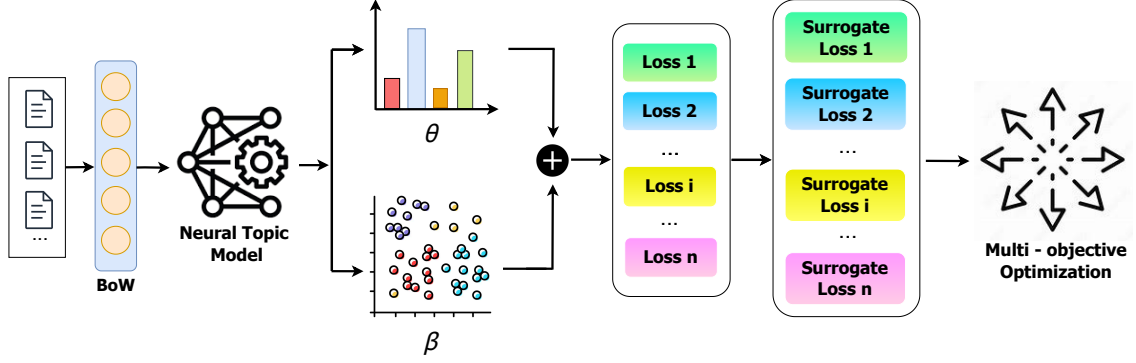 ...
BoW
Neural Topic
Model
θ
β
Loss 1
Loss 2
...
Loss i
...
Loss n
Surrogate
Loss 1
Surrogate
Loss 2
...
Surrogate
Loss i
...
Surrogate
Loss n
Multi - objective
Optimization